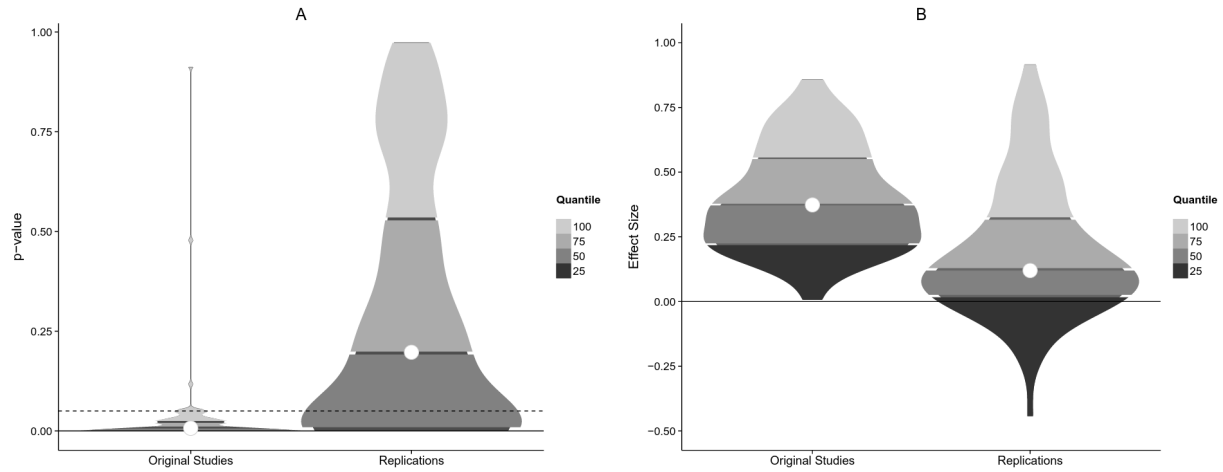 A
p−value
1.00
0.75
0.50
0.25
0.00
Original Studies
Replications
Quantile
100
75
50
25
B
Effect Size
1.00
0.75
0.50
0.25
0.00
−0.25
−0.50
Original Studies
Replications
Quantile
100
75
50
25